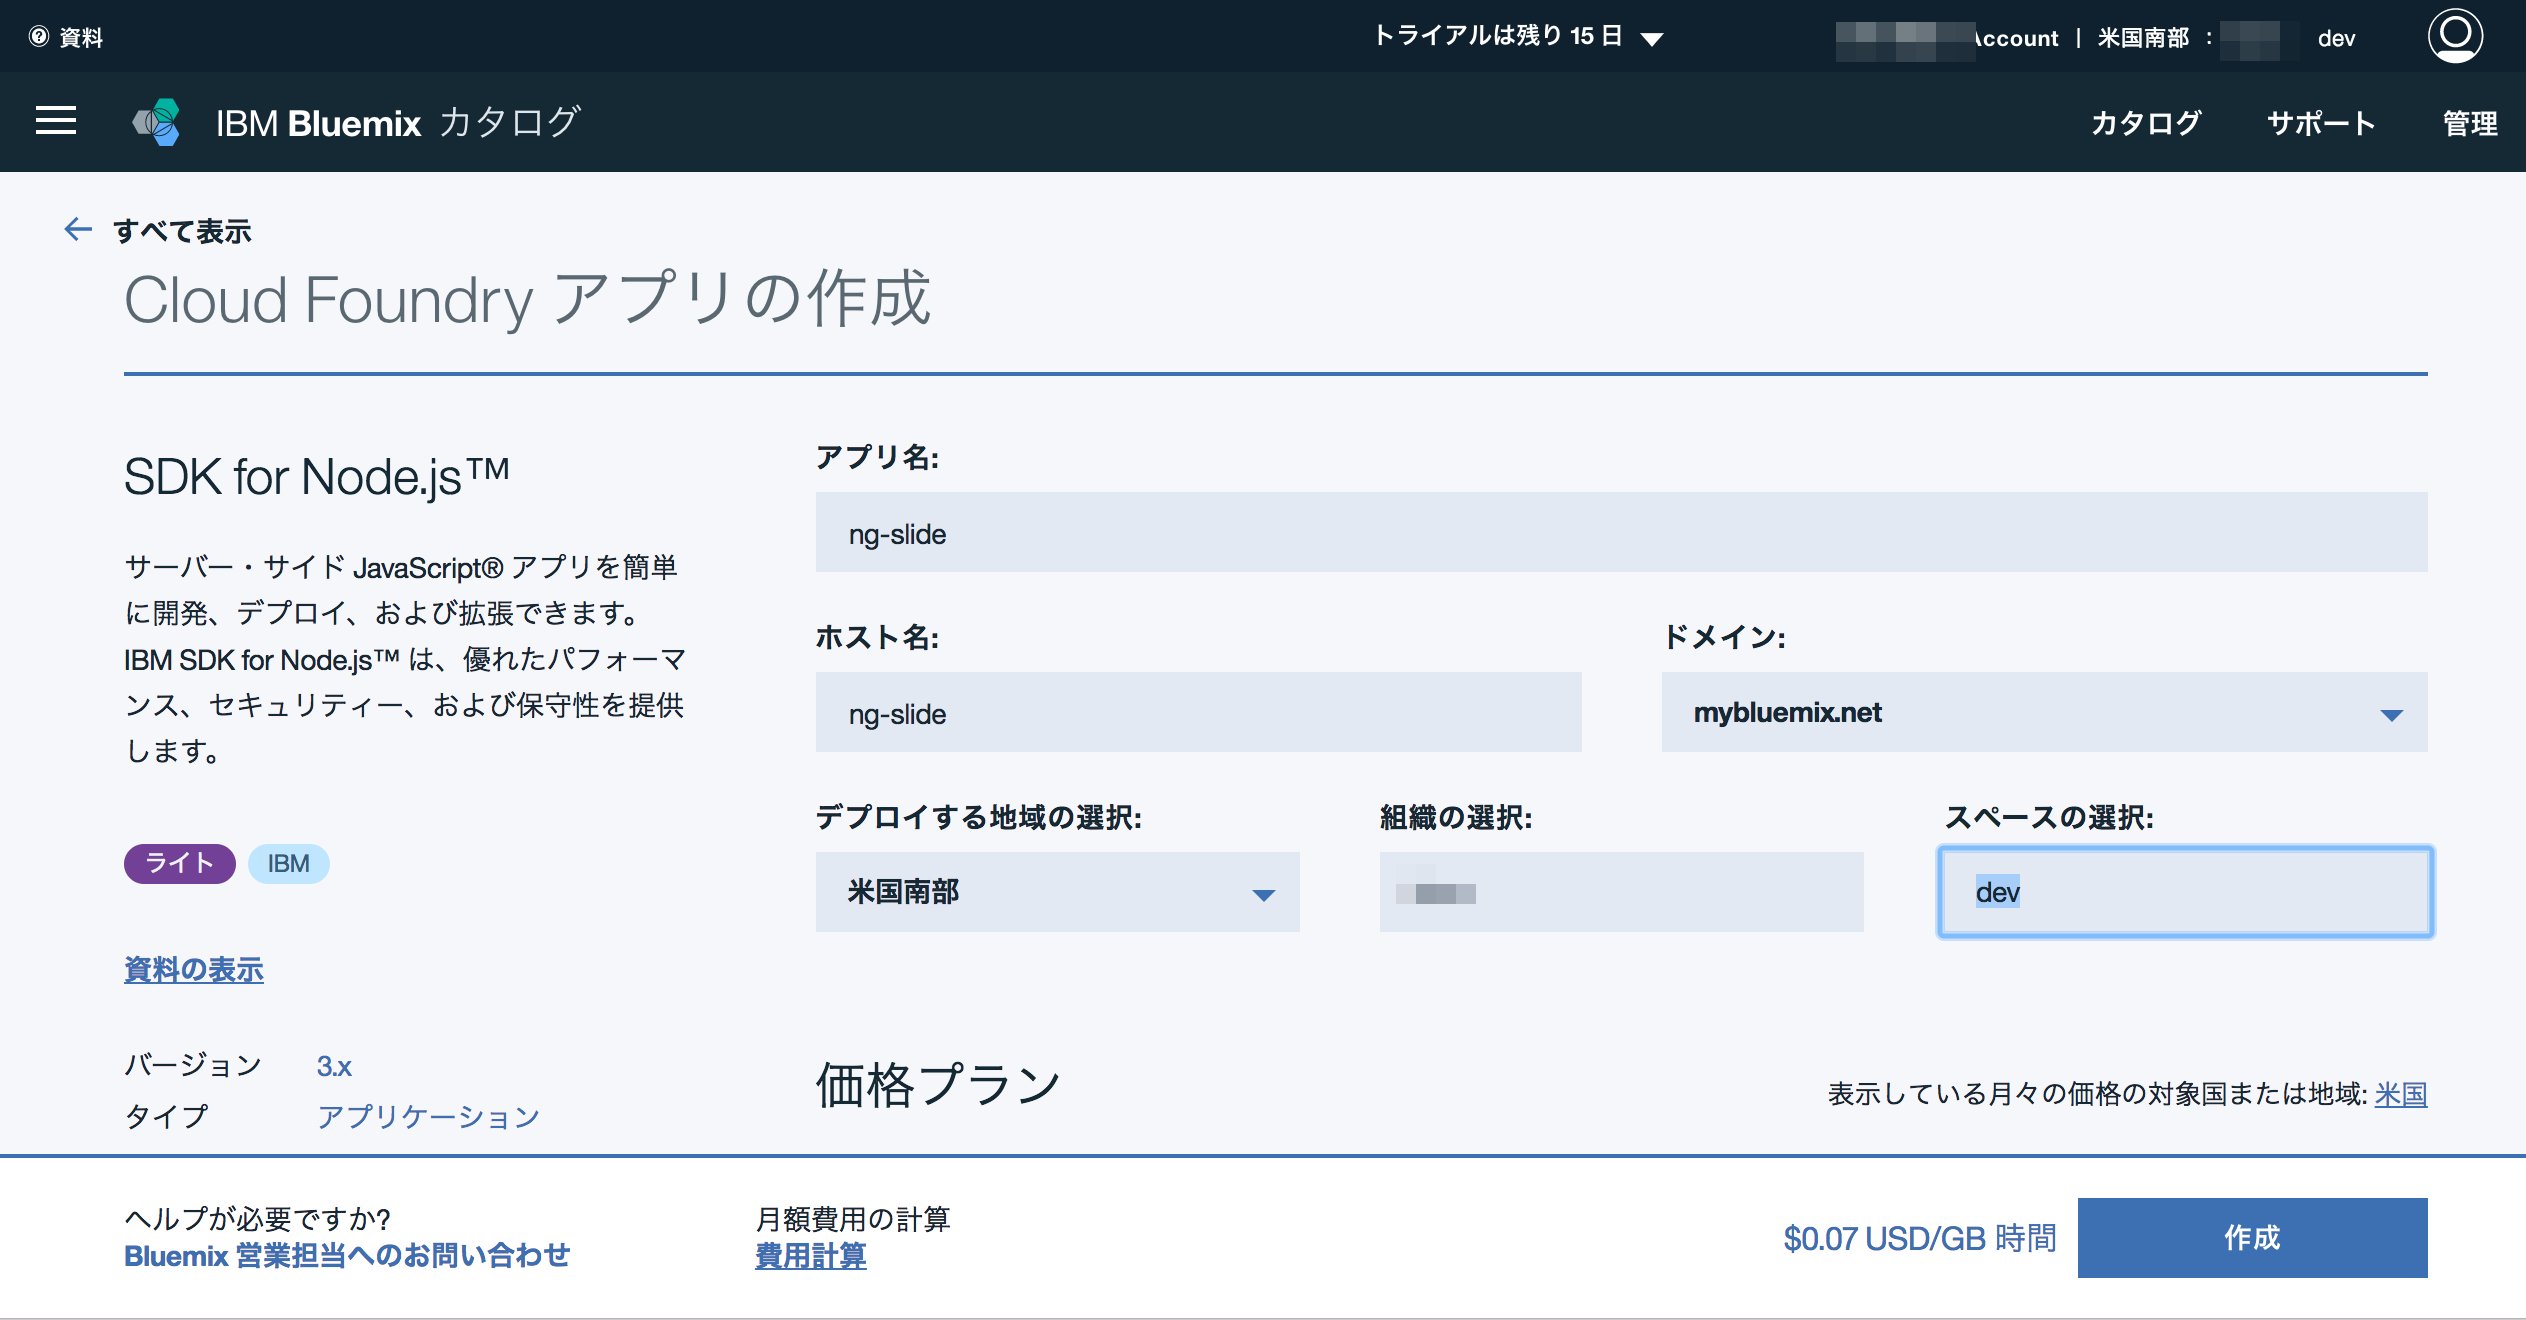 資料
トライアルは残り 15 日
Account | 米国南部 : dev
IBM Bluemix カタログ
カタログ サポート 管理
すべて表示
Cloud Foundry アプリの作成
SDK for Node.js™
サーバー・サイド JavaScript® アプリを簡単
に開発、デプロイ、および拡張できます。
IBM SDK for Node.js™ は、優れたパフォーマ
ンス、セキュリティー、および保守性を提供
します。
ライト IBM
資料の表示
バージョン 3.x
タイプ アプリケーション
アプリ名:
ng-slide
ホスト名:
ng-slide
ドメイン:
mybluemix.net
デプロイする地域の選択:
米国南部
組織の選択:
スペースの選択:
dev
価格プラン
表示している月々の価格の対象国または地域: 米国
ヘルプが必要ですか?
Bluemix 営業担当へのお問い合わせ
月額費用の計算
費用計算
$0.07 USD/GB 時間
作成